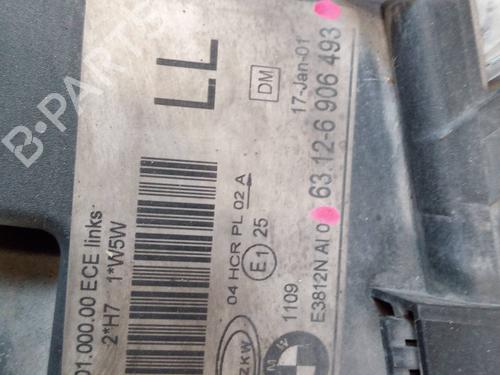 B-PARTS
LL
DM
17-Jan-01
63 12-6 906 493
01.000.00 ECE links
2*H7 1*W5W
04 HCR PL 02 A
E1 25
1109
E3812N AI 0
ZKW
M W